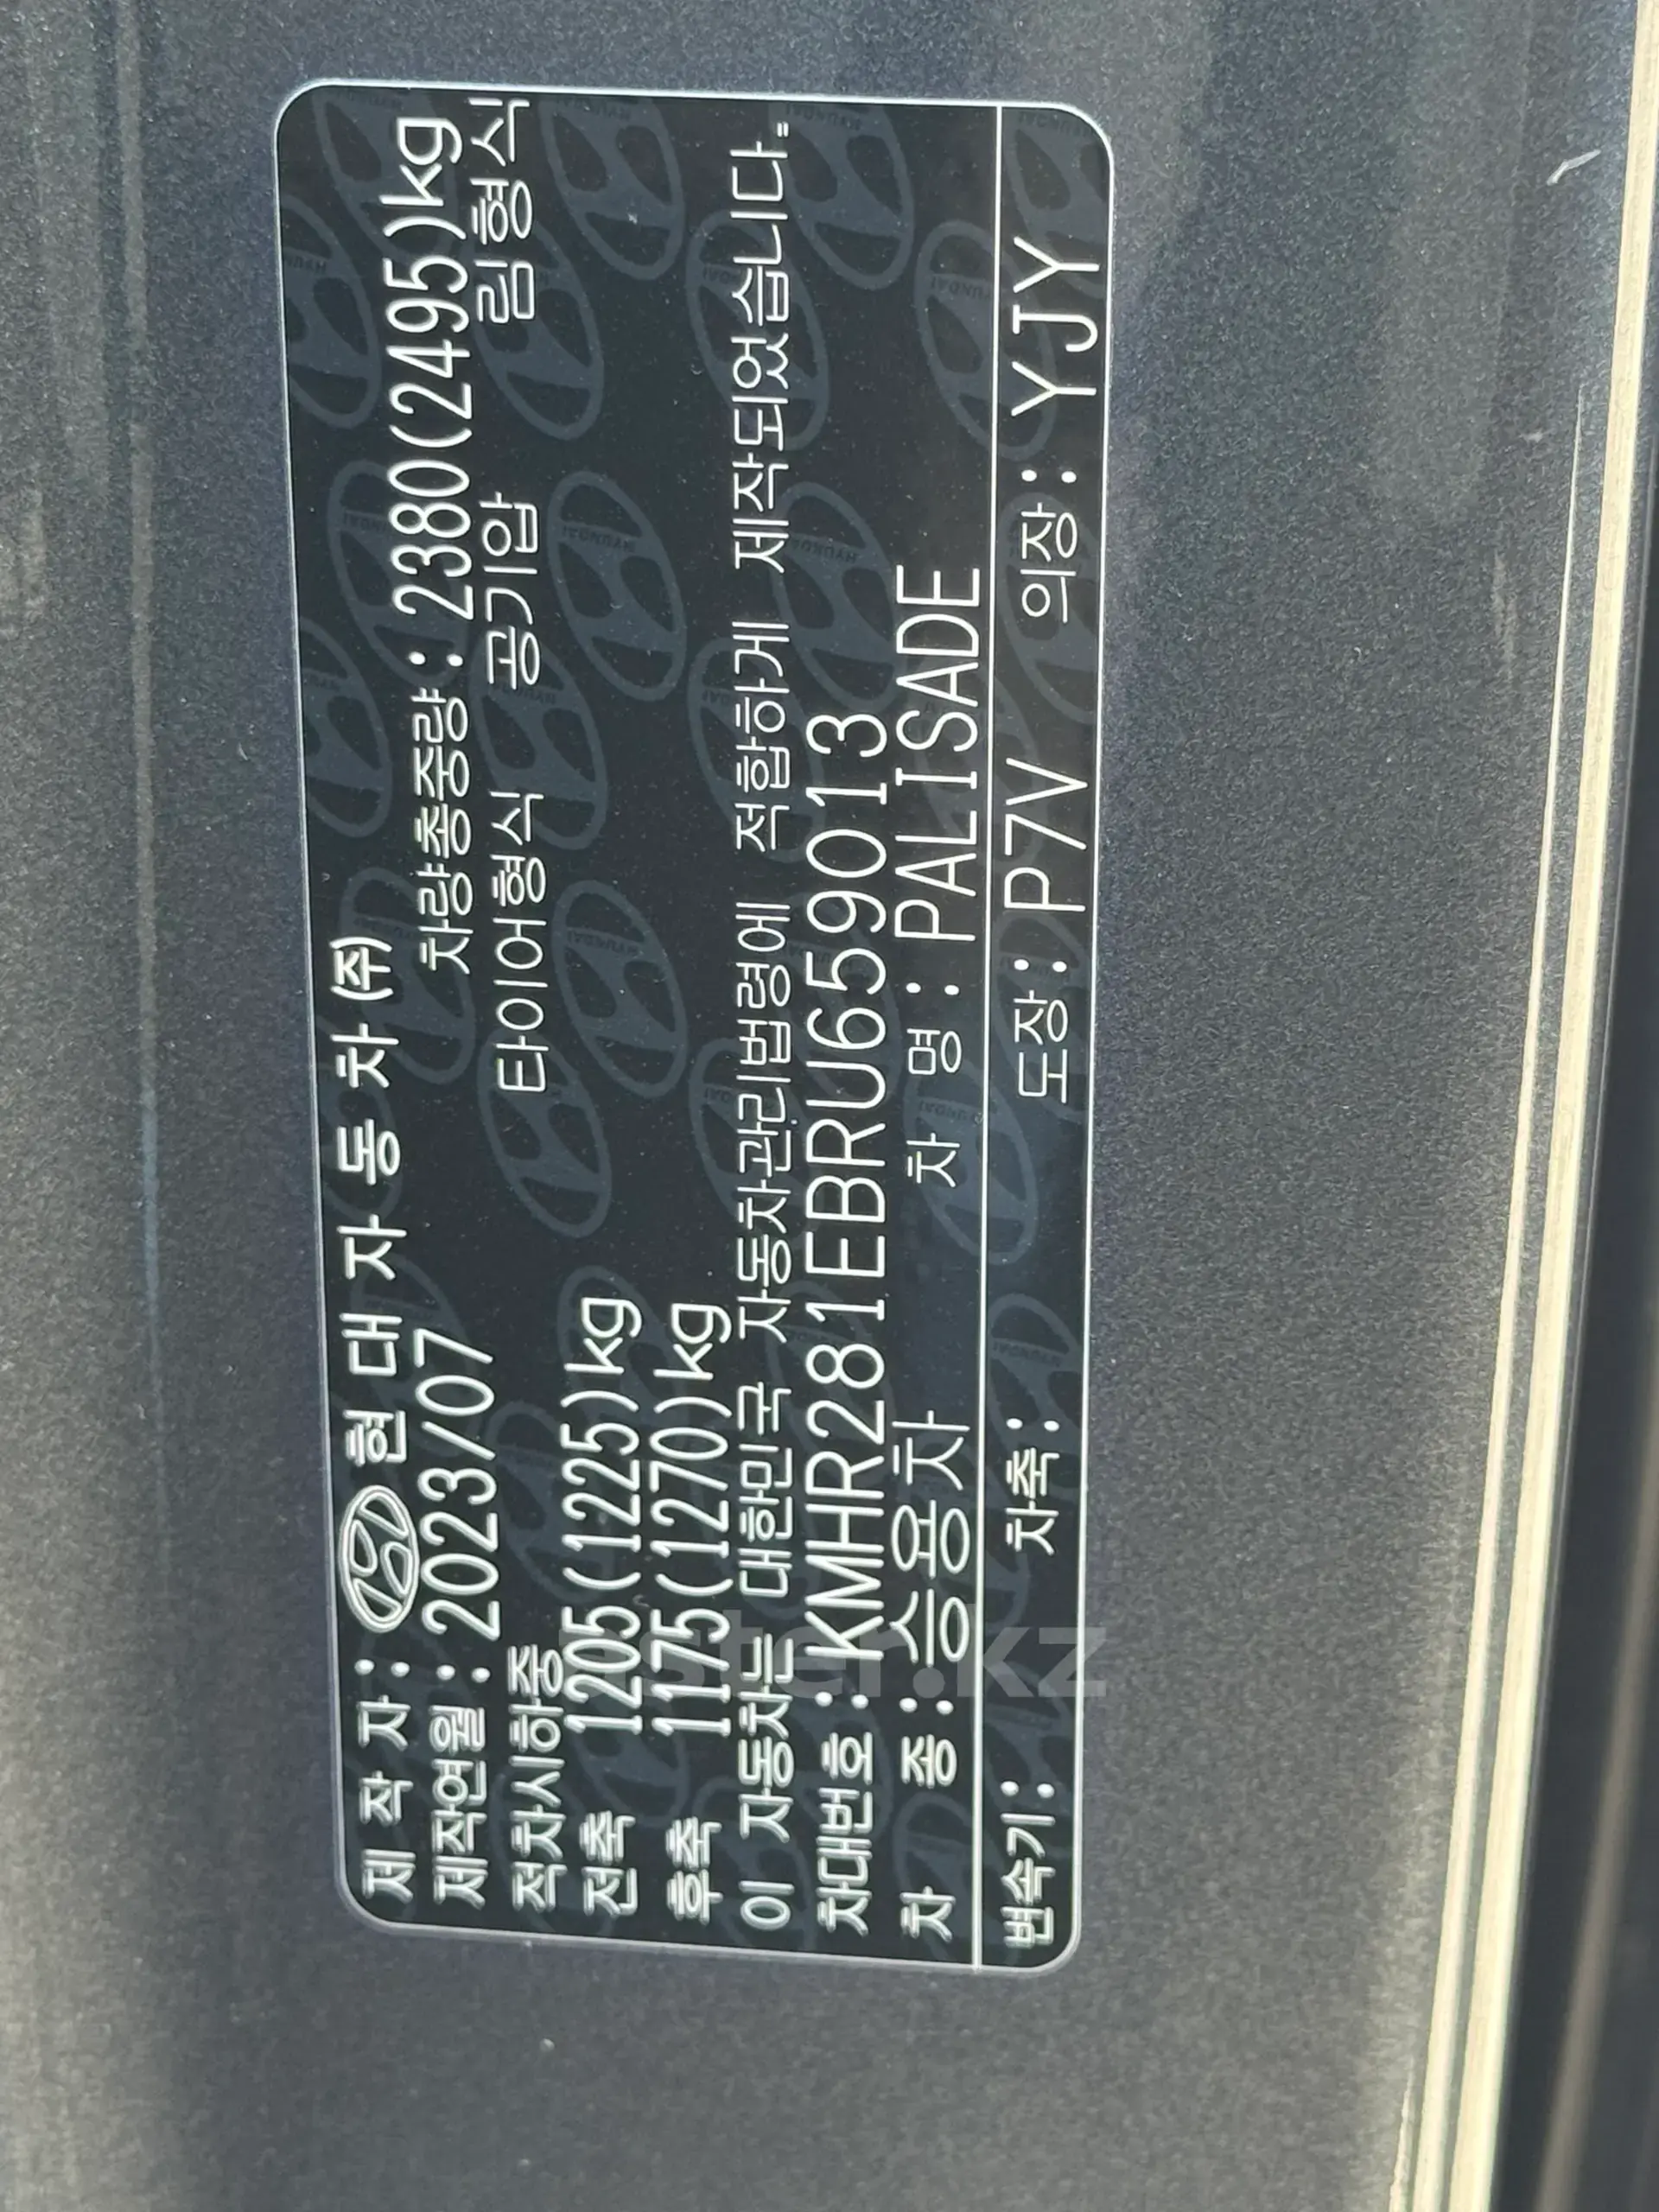 제 작 자 : 현 대 자 동 차 (주)
제작연월 : 2023/07 차량총중량 : 2380(2495)kg
적차시하중 타이어형식 공기압 림형식
전축 1205(1225)kg
후축 1175(1270)kg
이 자동차는 대한민국 자동차관리법령에 적합하게 제작되었습니다.
차대번호 : KMHR281EBRU659013
차 종 : 승용차 차 명 : PALISADE
변속기 : 차축 : 도장 : P7V 의장 : YJY
ster.kz